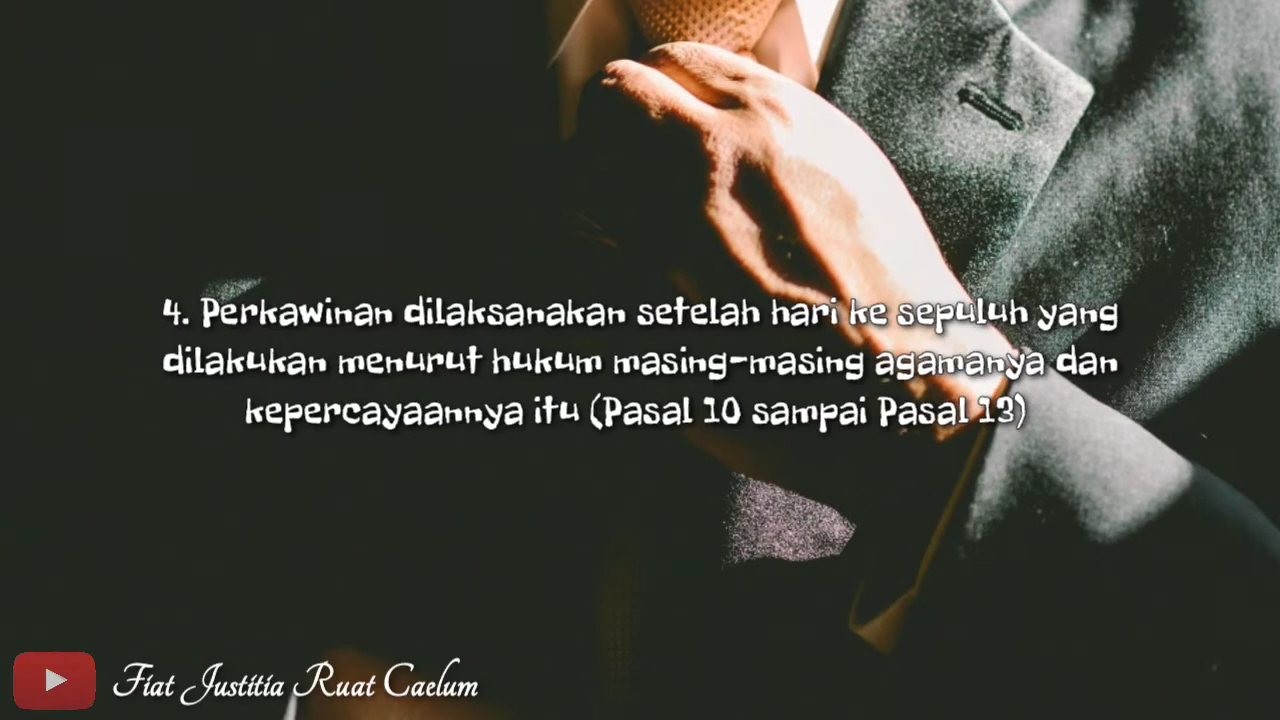 4. Perkawinan dilaksanakan setelah hari ke sepuluh yang
dilakukan menurut hukum masing-masing agamanya dan
kepercayaannya itu (Pasal 10 sampai Pasal 13)
Fiat Justitia Ruat Caelum